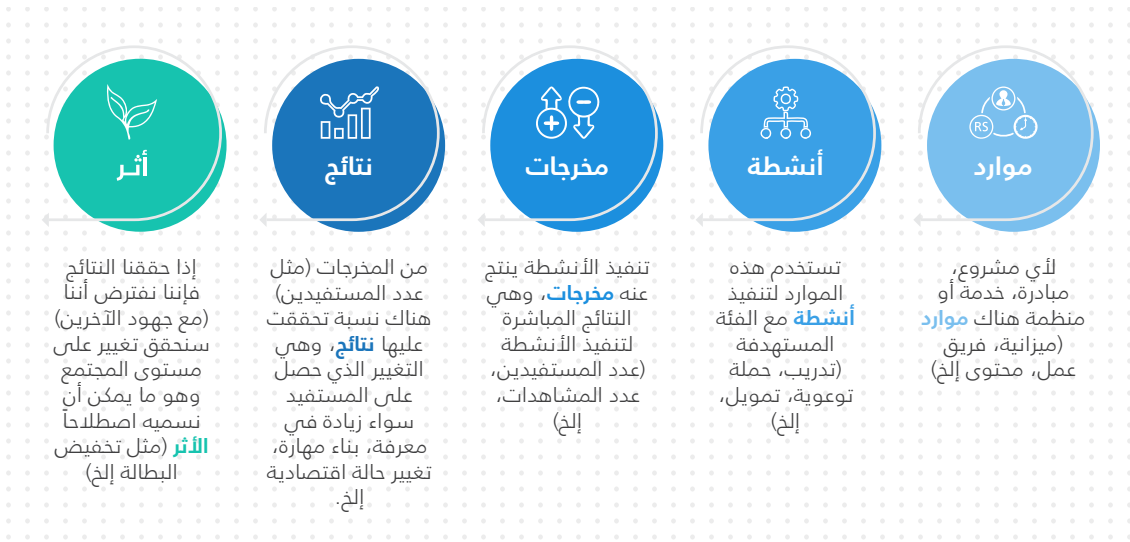 موارد
RS
لأي مشروع،
مبادرة، خدمة أو
منظمة هناك موارد
(ميزانية، فريق
عمل، محتوى إلخ)
أنشطة
تستخدم هذه
الموارد لتنفيذ
أنشطة مع الفئة
المستهدفة
(تدريب، حملة
توعوية، تمويل،
إلخ)
مخرجات
تنفيذ الأنشطة ينتج
عنه مخرجات، وهي
النتائج المباشرة
لتنفيذ الأنشطة
(عدد المستفيدين،
عدد المشاهدات،
إلخ)
نتائج
من المخرجات (مثل
عدد المستفيدين)
هناك نسبة تحققت
عليها نتائج، وهي
التغيير الذي حصل
على المستفيد
سواء زيادة في
معرفة، بناء مهارة،
تغيير حالة اقتصادية
إلخ.
أثـر
إذا حققنا النتائج
فإننا نفترض أننا
(مع جهود الآخرين)
سنحقق تغيير على
مستوى المجتمع
وهو ما يمكن أن
نسميه اصطلاحاً
الأثر (مثل تخفيض
البطالة إلخ)